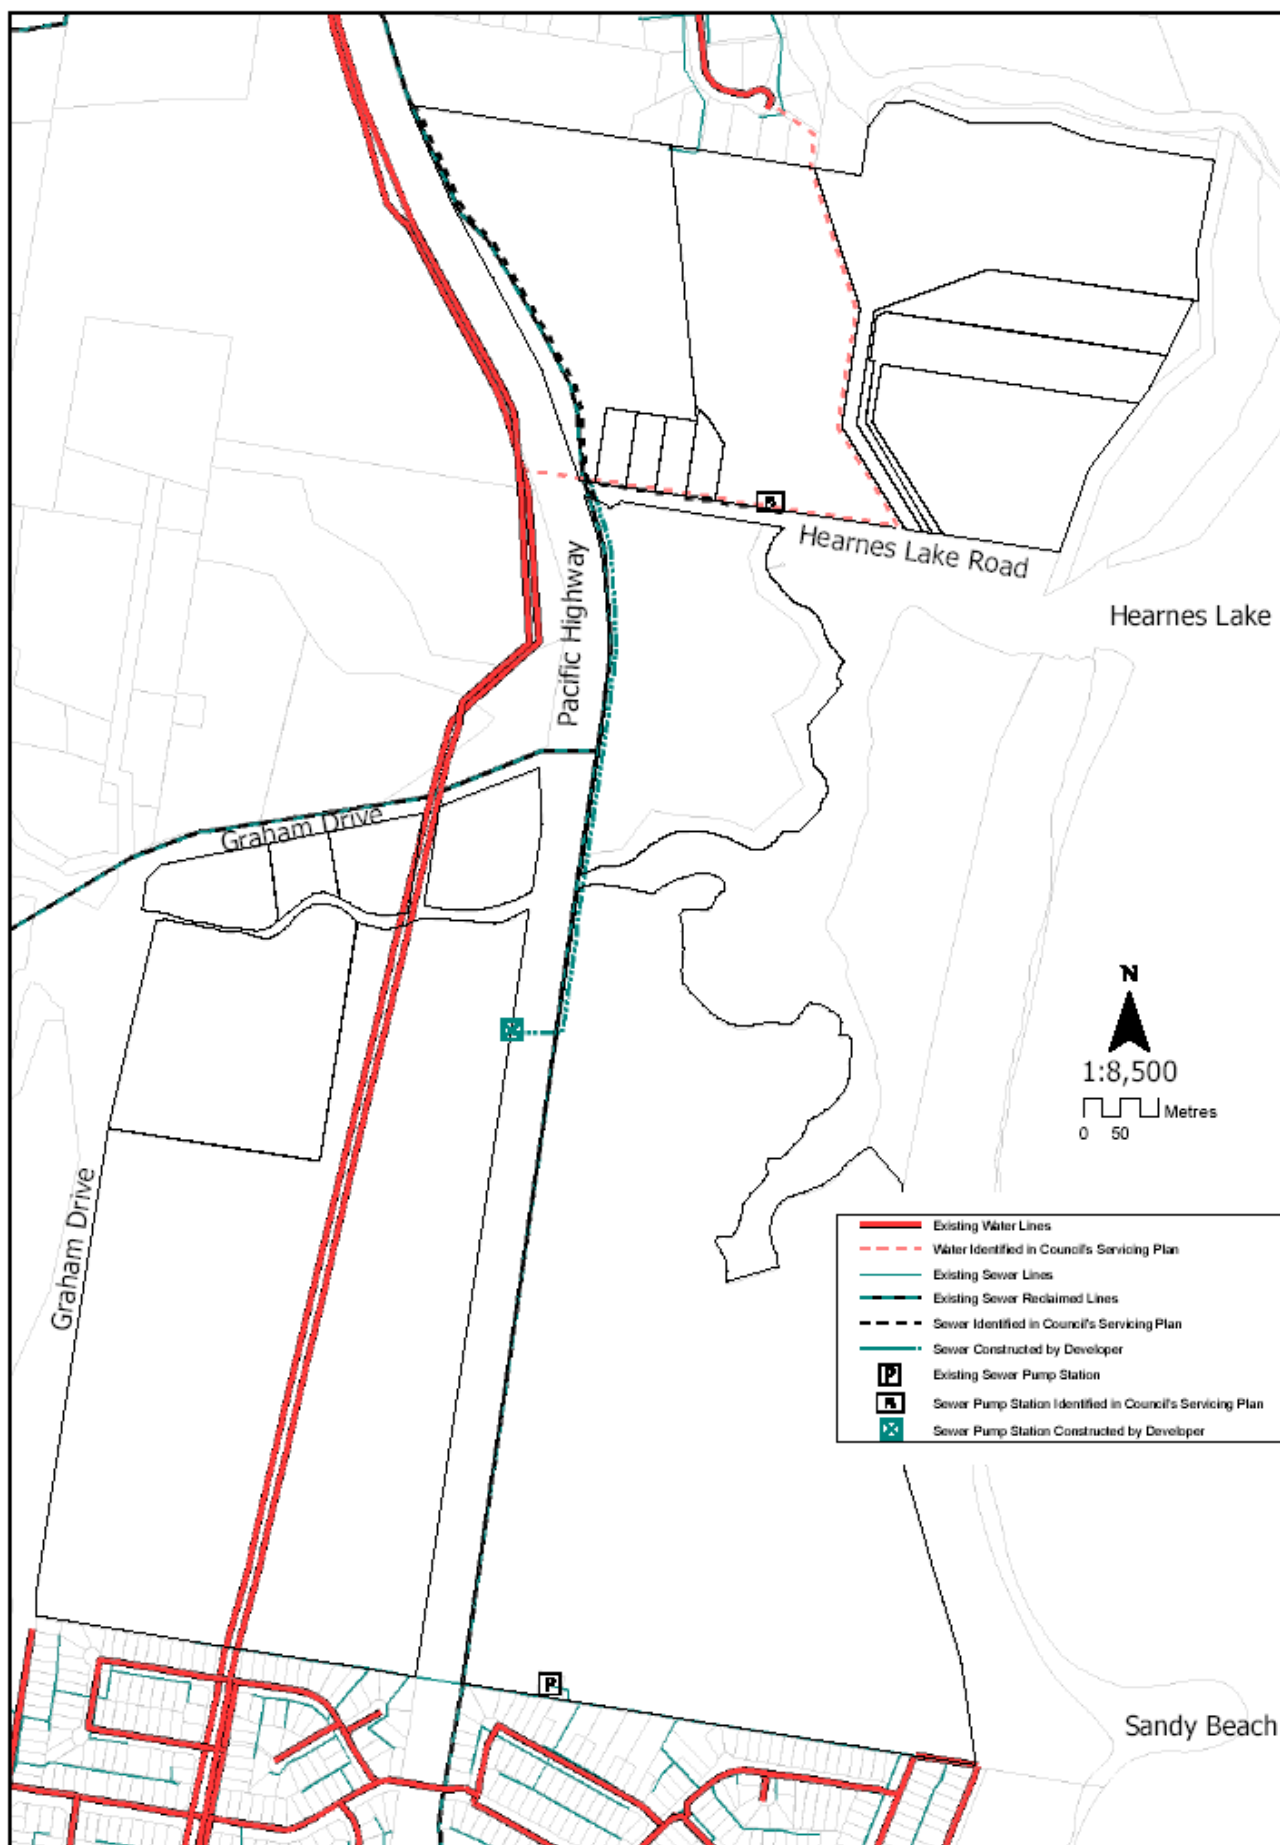 Hearnes Lake Road
Pacific Highway
Hearnes Lake
Graham Drive
N
1:8,500
Metres
0 50
Graham Drive
Existing Water Lines
Water Identified in Council's Servicing Plan
Existing Sewer Lines
Existing Sewer Reclaimed Lines
Sewer Identified in Council's Servicing Plan
Sewer Constructed by Developer
P Existing Sewer Pump Station
Sewer Pump Station Identified in Council's Servicing Plan
Sewer Pump Station Constructed by Developer
P
Sandy Beach